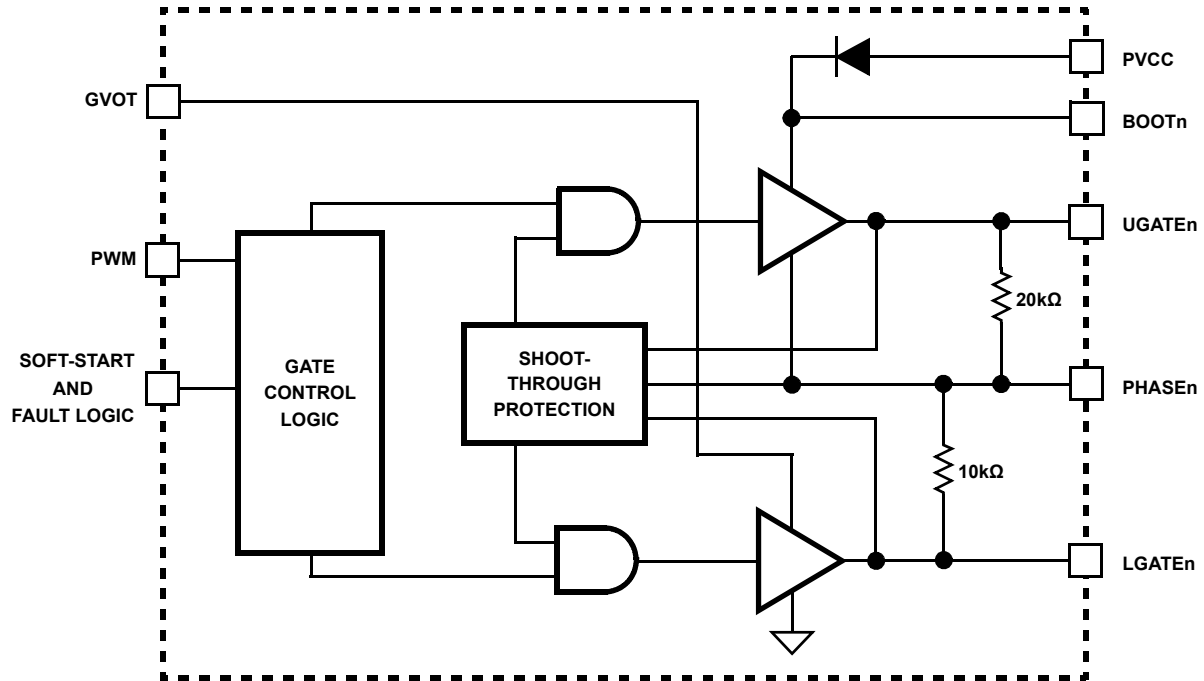 PVCC
GVOT
BOOTn
UGATEn
PWM
20kΩ
SOFT-START
AND
FAULT LOGIC
GATE
CONTROL
LOGIC
SHOOT-
THROUGH
PROTECTION
PHASEn
10kΩ
LGATEn